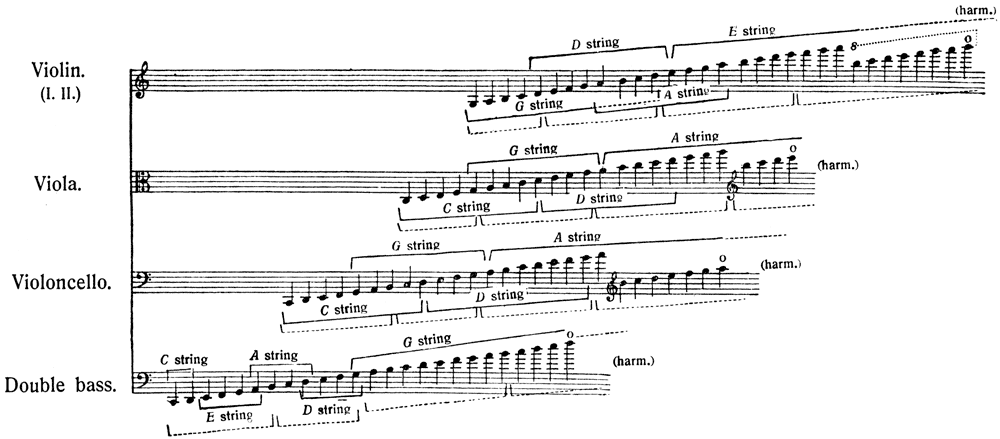 (harm.)
D string
E string
Violin.
(I. II.)
8
o
G string
A string
G string
A string
o
Viola.
(harm.)
C string
D string
G string
A string
o
Violoncello.
(harm.)
C string
D string
G string
o
C string
A string
(harm.)
Double bass.
E string
D string